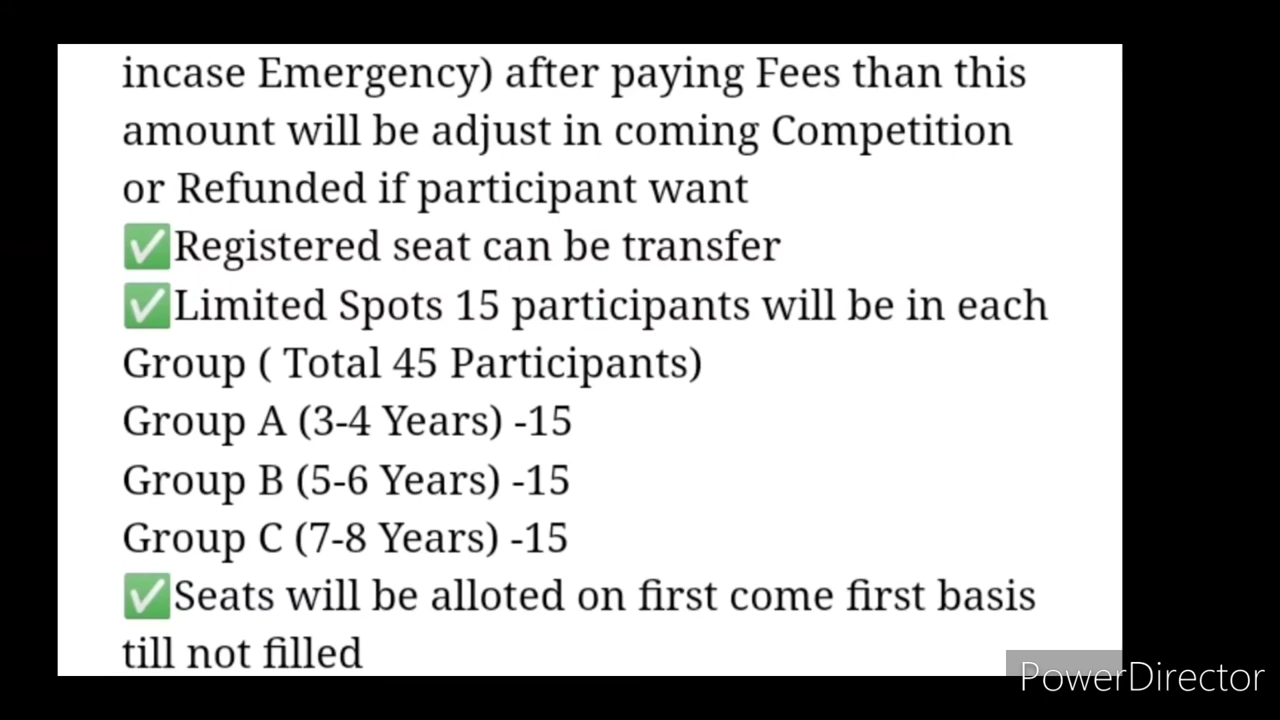 incase Emergency) after paying Fees than this
amount will be adjust in coming Competition
or Refunded if participant want
✅Registered seat can be transfer
✅Limited Spots 15 participants will be in each
Group ( Total 45 Participants)
Group A (3-4 Years) -15
Group B (5-6 Years) -15
Group C (7-8 Years) -15
✅Seats will be alloted on first come first basis
till not filled
PowerDirector